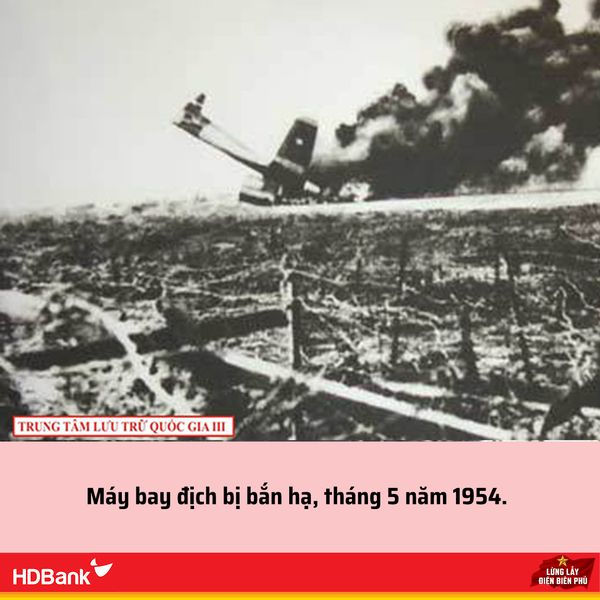 TRUNG TÂM LƯU TRỮ QUỐC GIA III
Máy bay địch bị bắn hạ, tháng 5 năm 1954.
HDBank
LỪNG LẪY
ĐIỆN BIÊN PHỦ